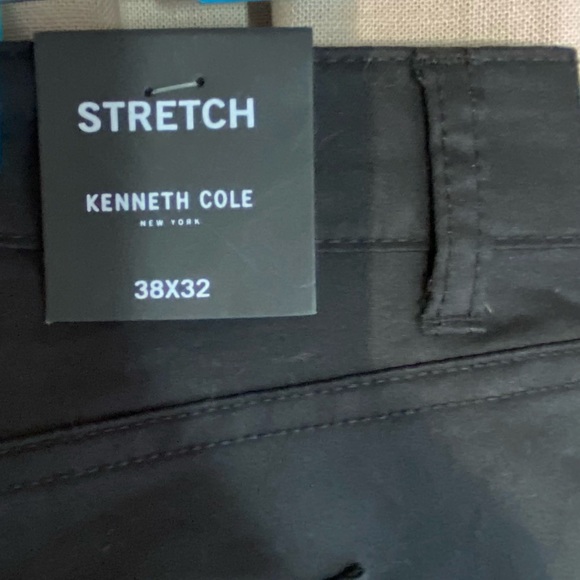 STRETCH
KENNETH COLE
NEW YORK
38X32